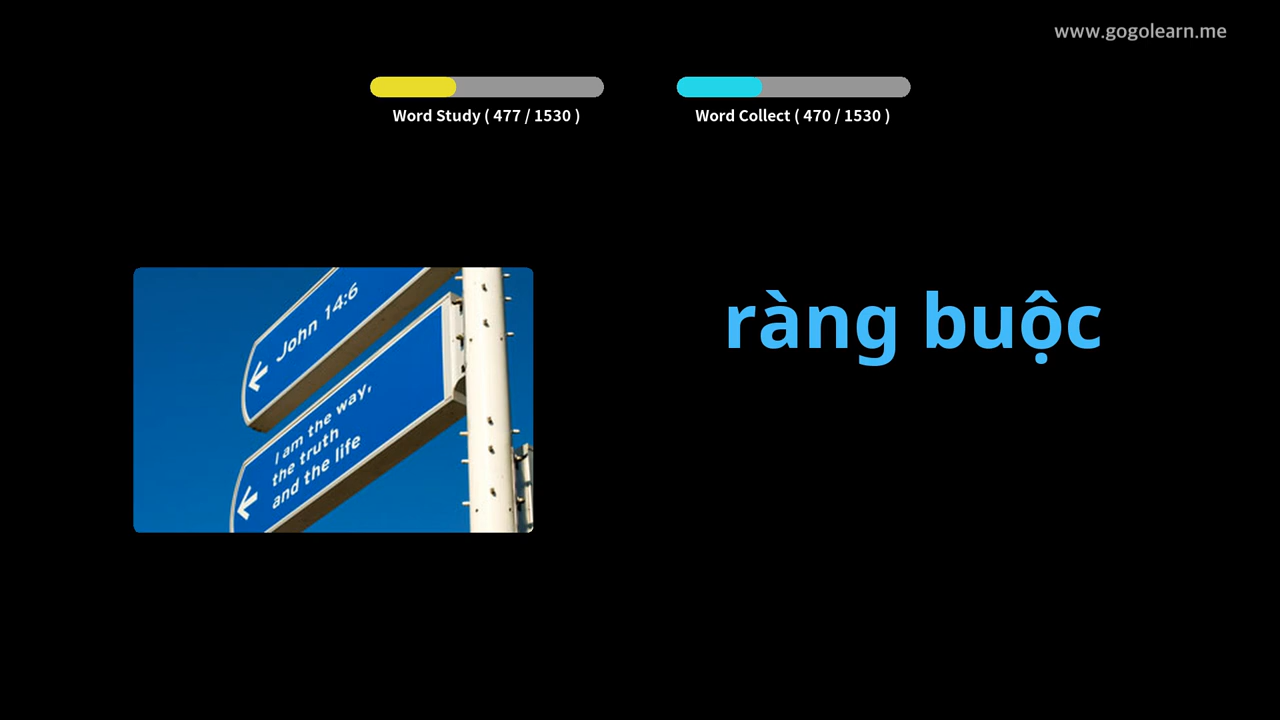 www.gogolearn.me
Word Study ( 477 / 1530 )
Word Collect ( 470 / 1530 )
John 14:6
I am the way,
the truth
and the life
ràng buộc